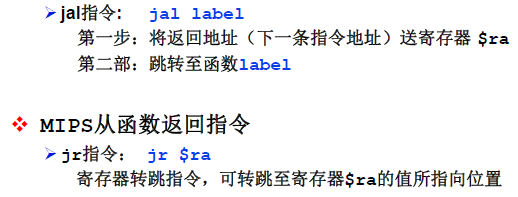 jal指令: jal label
第一步：将返回地址（下一条指令地址）送寄存器 $ra
第二部：跳转至函数label
MIPS从函数返回指令
jr指令： jr $ra
寄存器转跳指令，可转跳至寄存器$ra的值所指向位置